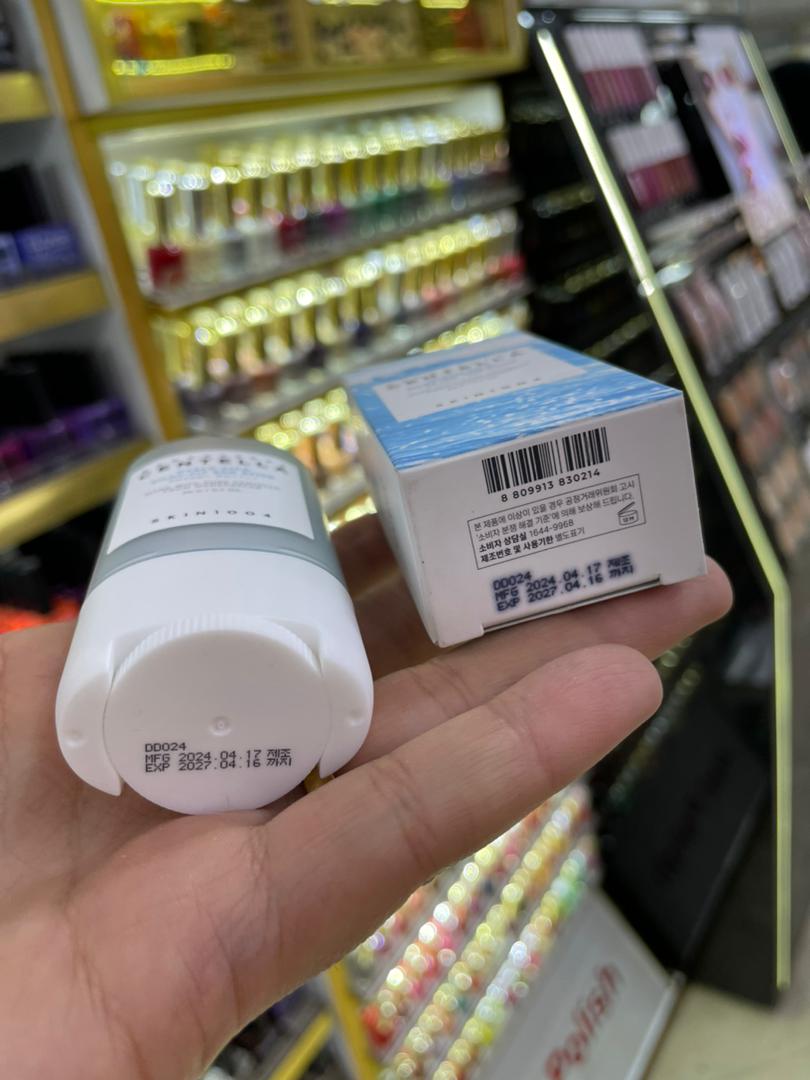 CENTELLA
SKIN1004
DD024
MFG 2024.04.17 제조
EXP 2027.04.16 까지
CENTELLA
SKIN1004
8 809913 830214
본 제품에 이상이 있을 경우 공정거래위원회 고시
'소비자 분쟁 해결 기준'에 의해 보상해 드립니다.
소비자 상담실 1644-9968
제조번호 및 사용기한 별도표기
12M
DD024
MFG 2024.04.17 제조
EXP 2027.04.16 까지
Polish